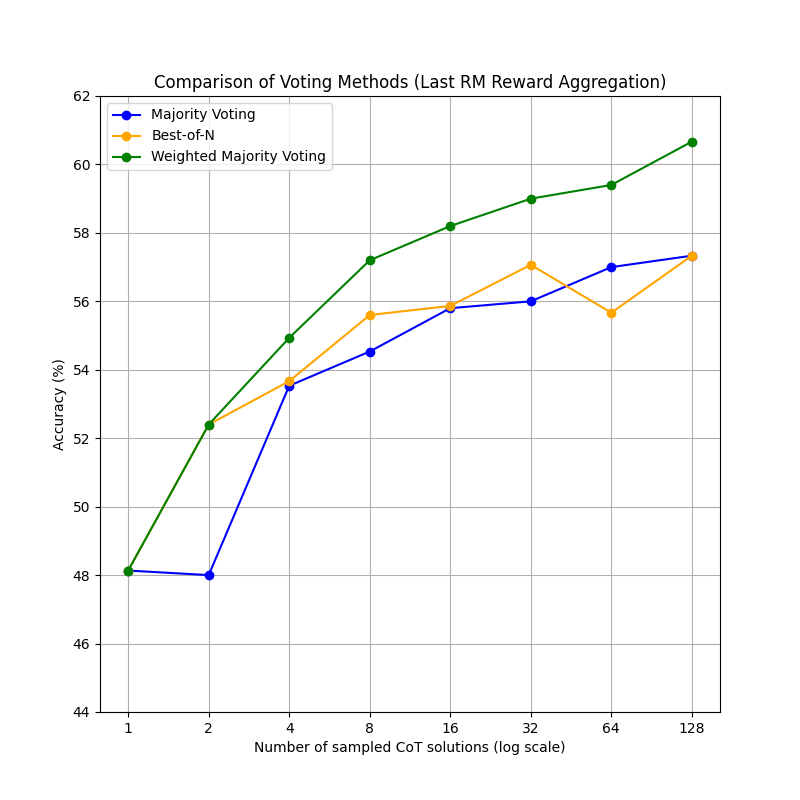 Comparison of Voting Methods (Last RM Reward Aggregation)
Majority Voting
Best-of-N
Weighted Majority Voting
Accuracy (%)
62
60
58
56
54
52
50
48
46
44
1 2 4 8 16 32 64 128
Number of sampled CoT solutions (log scale)